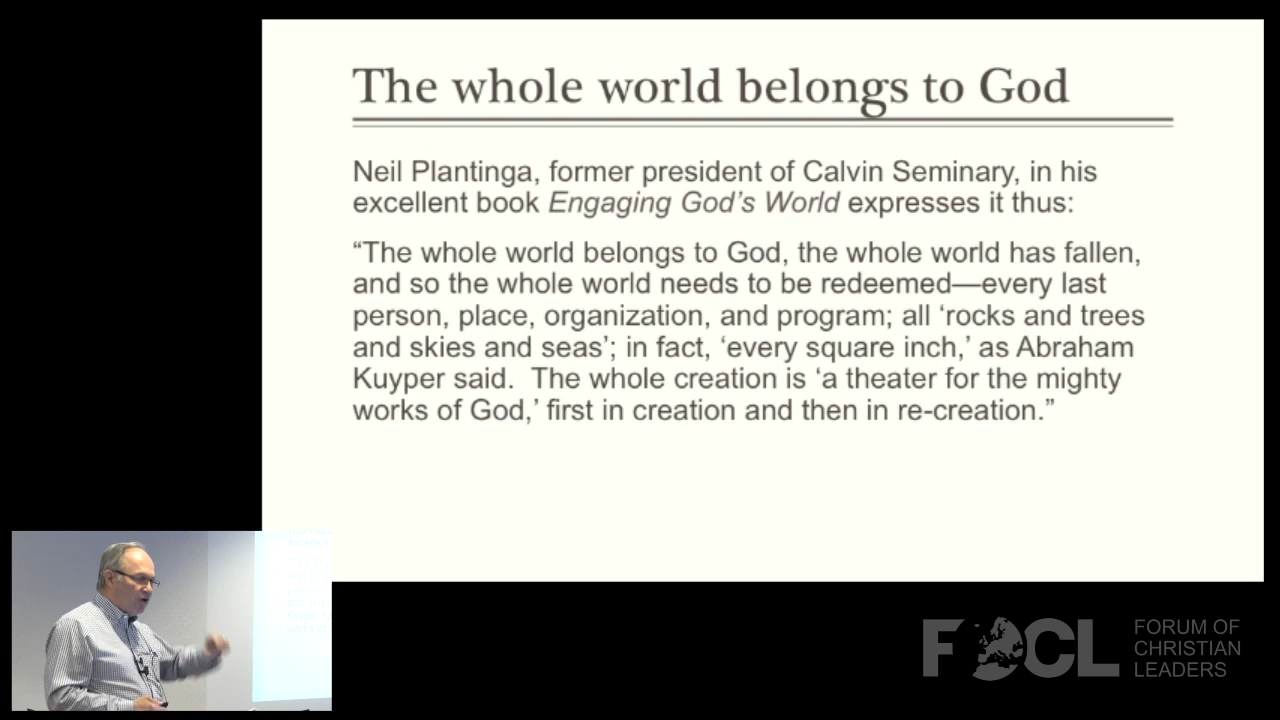 The whole world belongs to God
Neil Plantinga, former president of Calvin Seminary, in his
excellent book Engaging God’s World expresses it thus:
“The whole world belongs to God, the whole world has fallen,
and so the whole world needs to be redeemed—every last
person, place, organization, and program; all ‘rocks and trees
and skies and seas’; in fact, ‘every square inch,’ as Abraham
Kuyper said.  The whole creation is ‘a theater for the mighty
works of God,’ first in creation and then in re-creation.”
FOCL
FORUM OF
CHRISTIAN
LEADERS